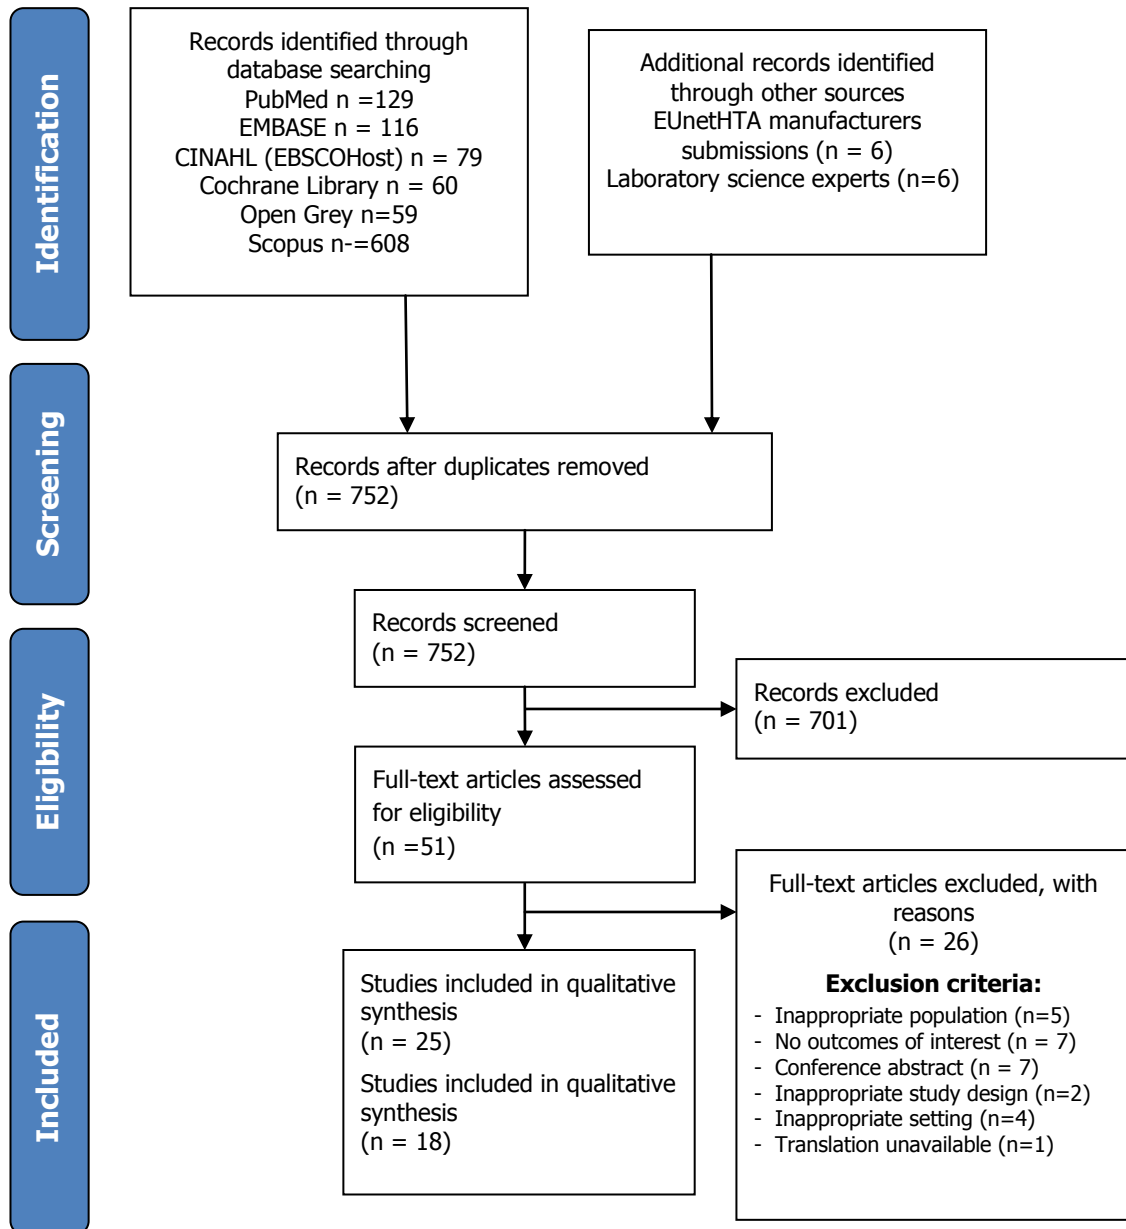 Identification
Records identified through
database searching
PubMed n =129
EMBASE n = 116
CINAHL (EBSCOHost) n = 79
Cochrane Library n = 60
Open Grey n=59
Scopus n-=608
Additional records identified
through other sources
EUnetHTA manufacturers
submissions (n = 6)
Laboratory science experts (n=6)
Screening
Records after duplicates removed
(n = 752)
Records screened
(n = 752)
Records excluded
(n = 701)
Eligibility
Full-text articles assessed
for eligibility
(n =51)
Full-text articles excluded, with
reasons
(n = 26)
Exclusion criteria:
- Inappropriate population (n=5)
- No outcomes of interest (n = 7)
- Conference abstract (n = 7)
- Inappropriate study design (n=2)
- Inappropriate setting (n=4)
- Translation unavailable (n=1)
Included
Studies included in qualitative
synthesis
(n = 25)
Studies included in qualitative
synthesis
(n = 18)